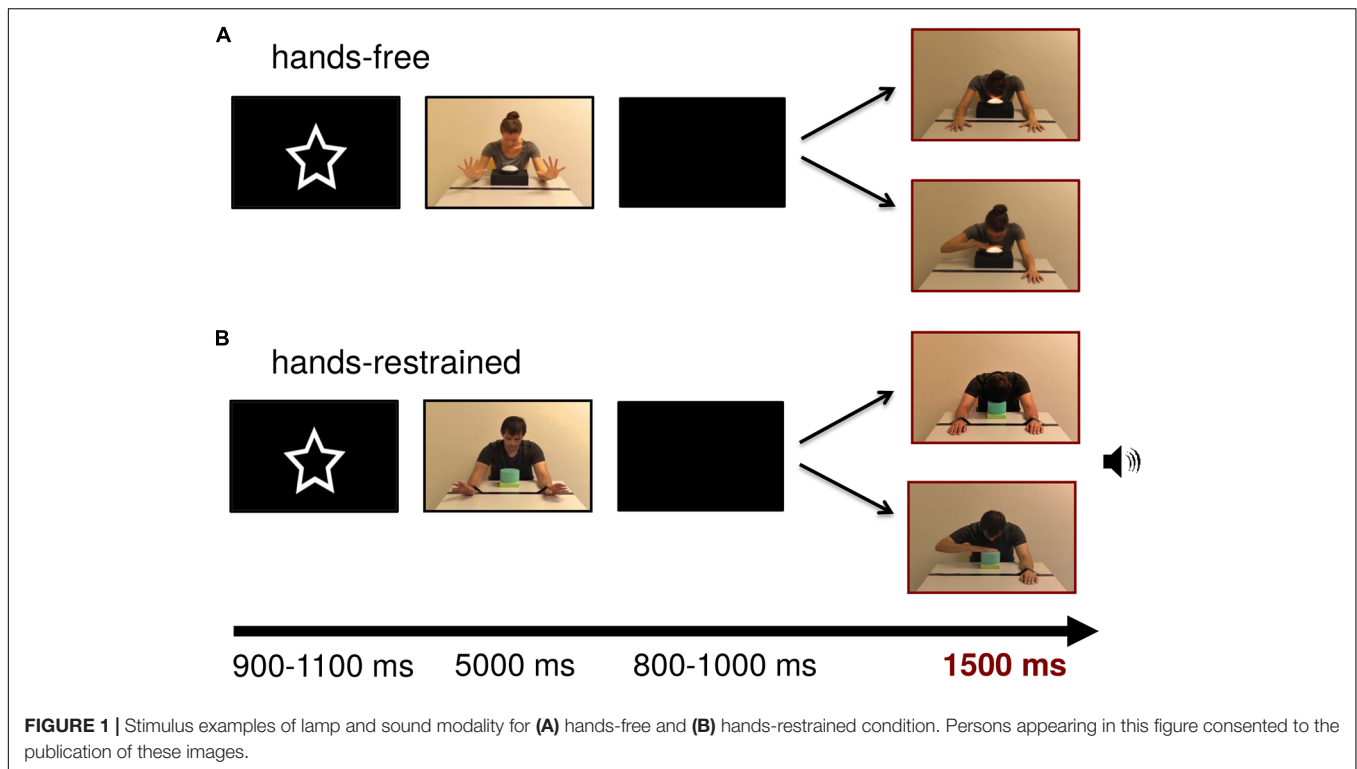 A
hands-free
B
hands-restrained
900-1100 ms
5000 ms
800-1000 ms
1500 ms
FIGURE 1 | Stimulus examples of lamp and sound modality for (A) hands-free and (B) hands-restrained condition. Persons appearing in this figure consented to the
publication of these images.